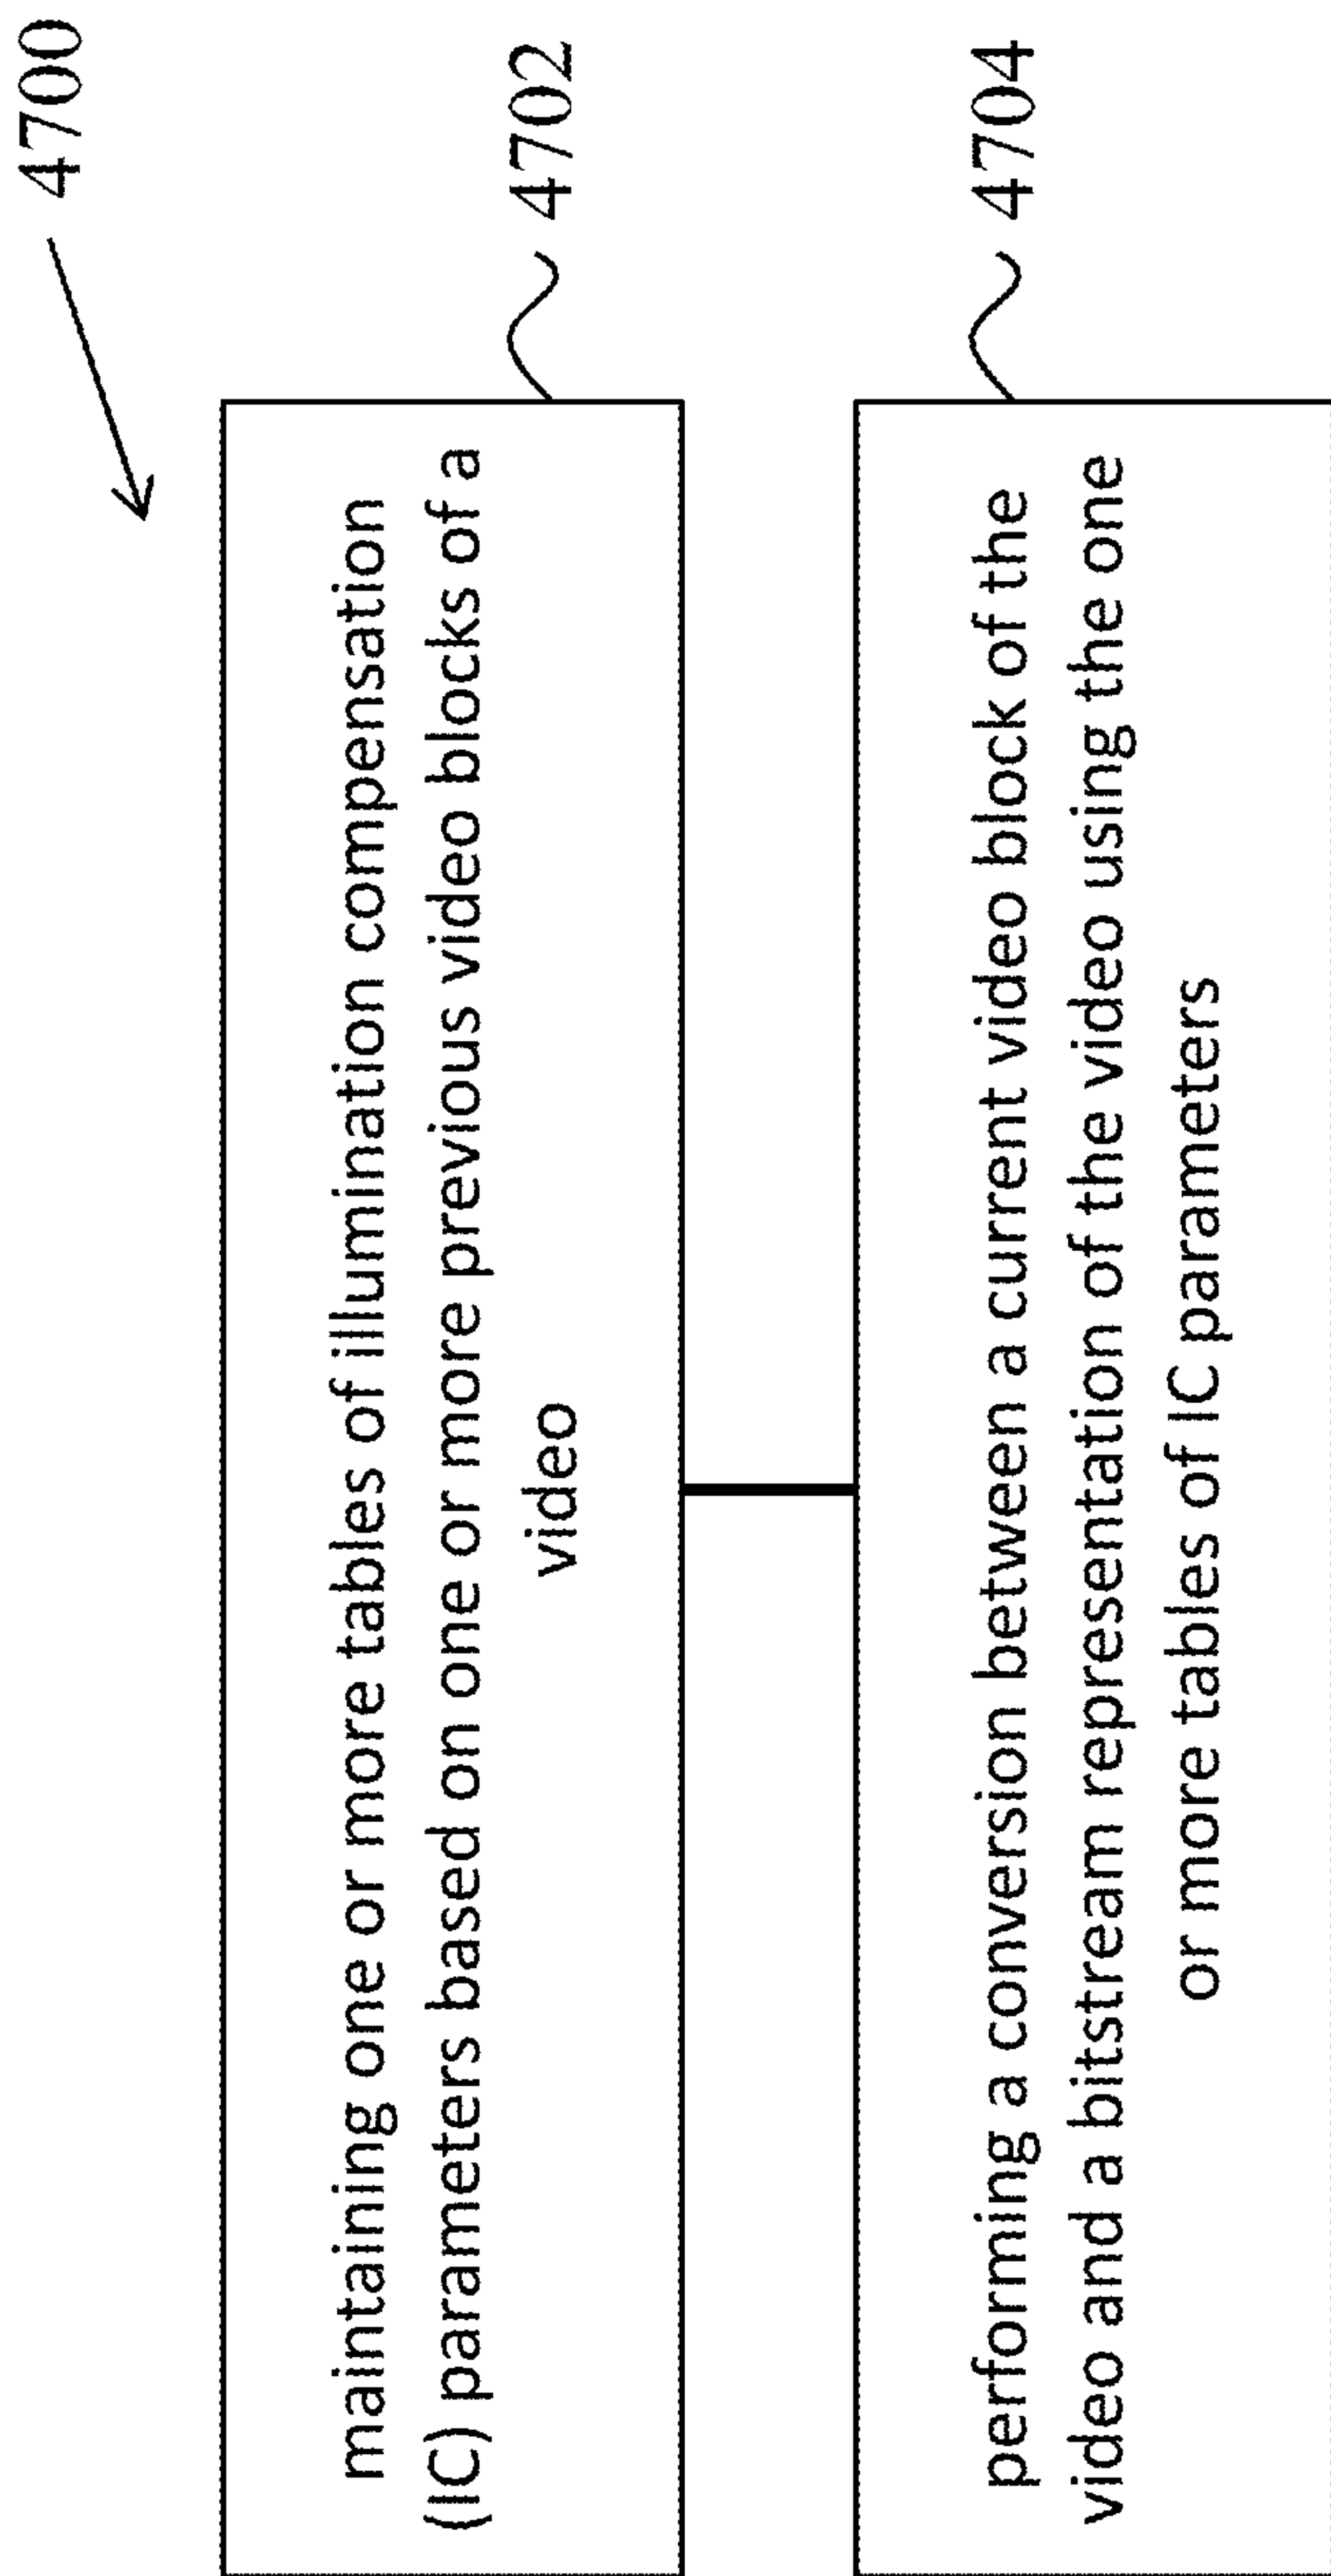 4700
maintaining one or more tables of illumination compensation
(IC) parameters based on one or more previous video blocks of a
video
4702
performing a conversion between a current video block of the
video and a bitstream representation of the video using the one
or more tables of IC parameters
4704